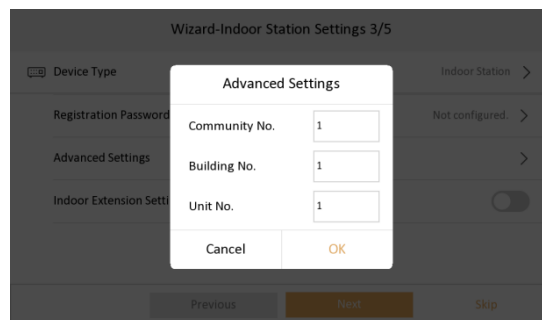 Wizard-Indoor Station Settings 3/5
Device Type Indoor Station >
Advanced Settings
Registration Password Not configured. >
Community No. 1
Advanced Settings >
Building No. 1
Indoor Extension Setti
Unit No. 1
Cancel OK
Previous Next Skip